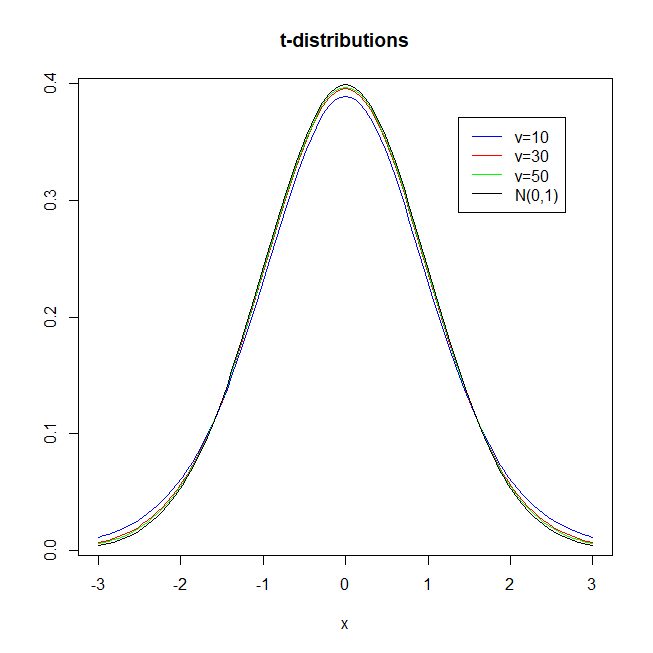 t-distributions
0.4
0.3
0.2
0.1
0.0
v=10
v=30
v=50
N(0,1)
-3 -2 -1 0 1 2 3
x